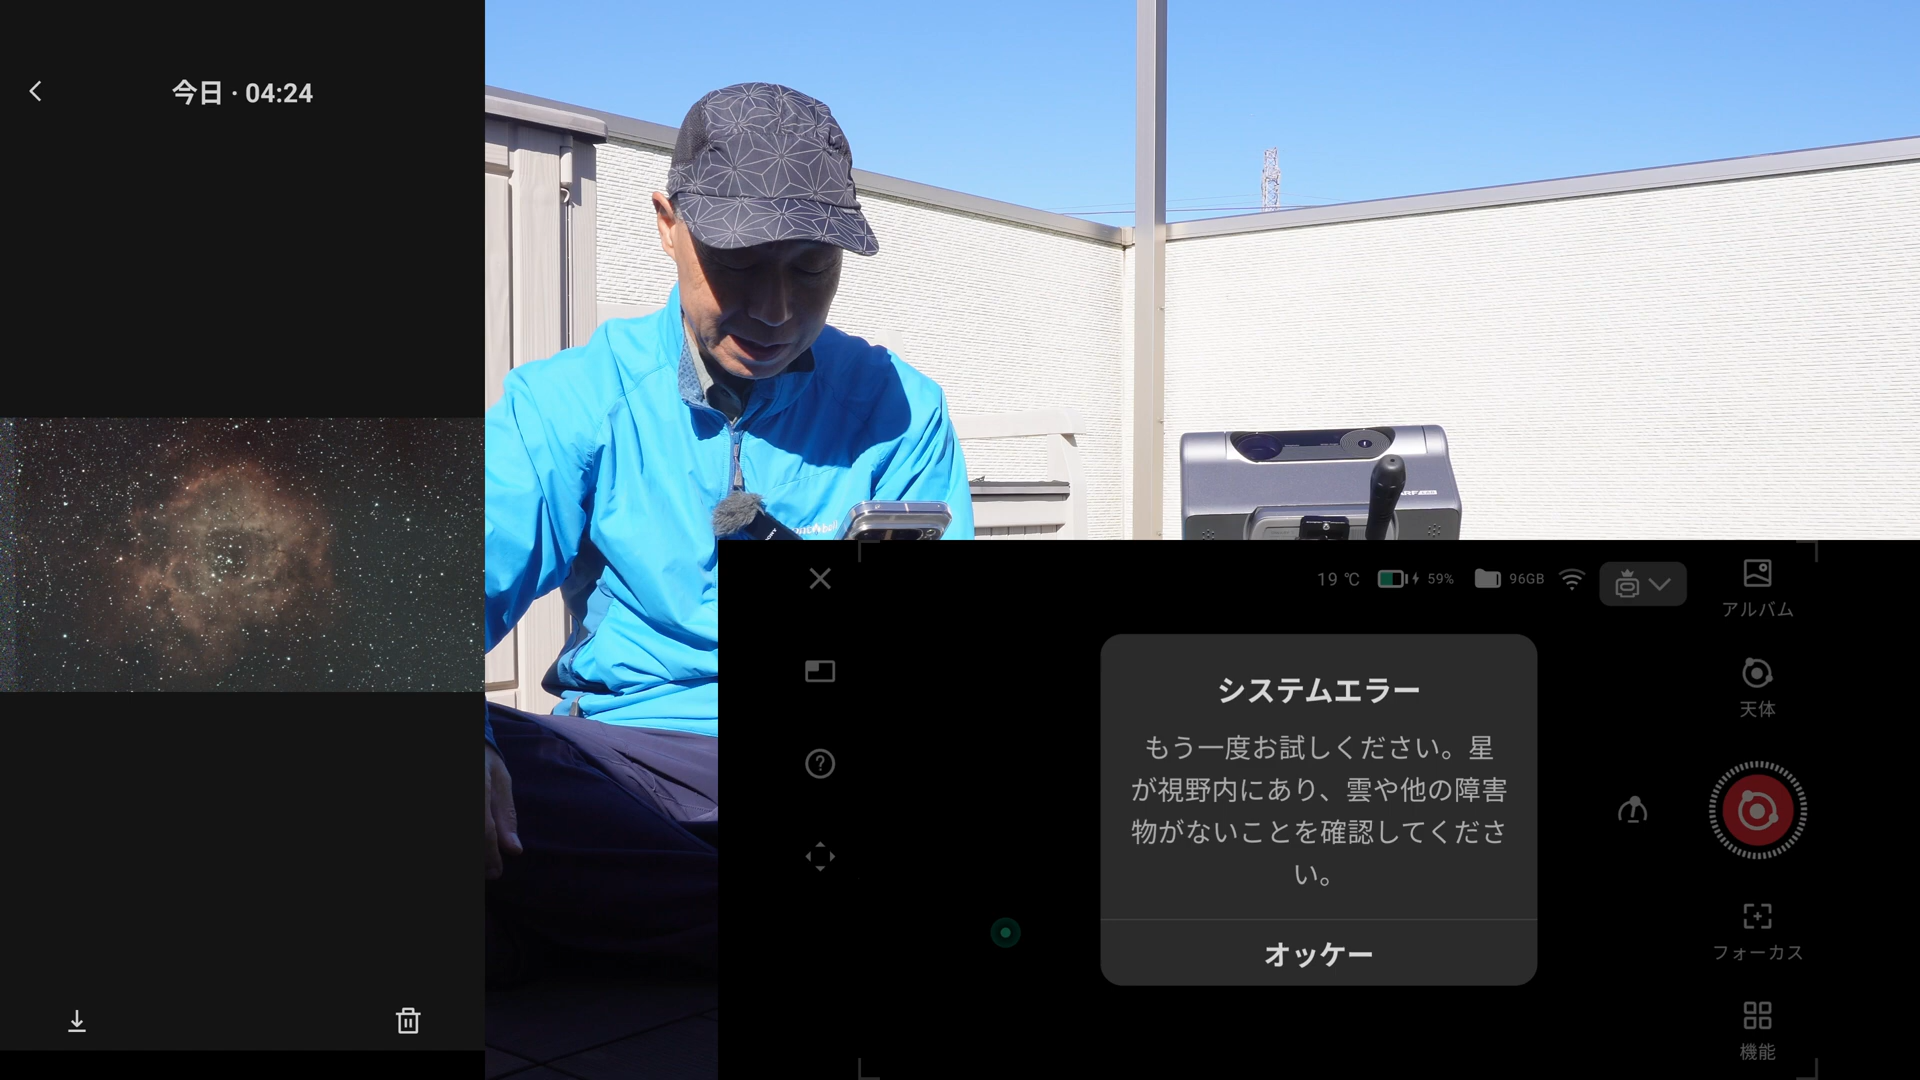 今日 · 04:24
19 ℃
59%
96GB
アルバム
システムエラー
もう一度お試しください。星
が視野内にあり、雲や他の障害
物がないことを確認してくださ
い。
オッケー
天体
フォーカス
機能